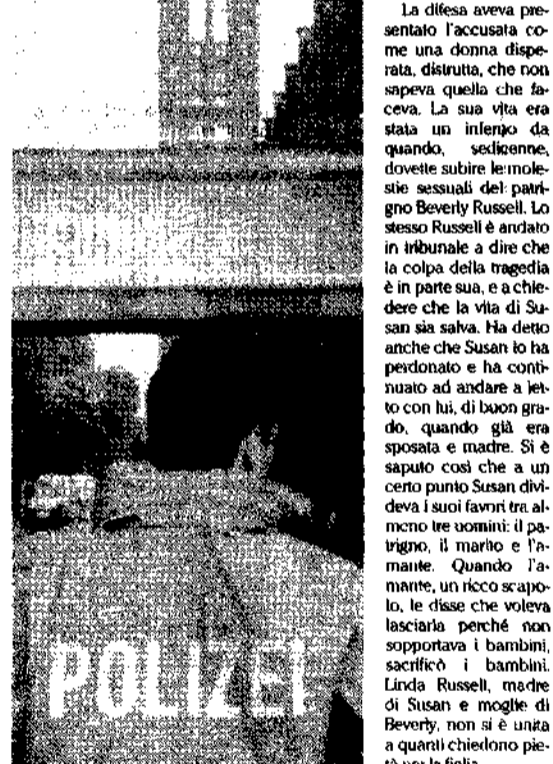 POLIZEI
La difesa aveva pre-
sentato l'accusata co-
me una donna dispe-
rata, distrutta, che non
sapeva quella che fa-
ceva. La sua vita era
stata un inferno da
quando, sedicenne,
dovette subire le mole-
stie sessuali del patri-
gno Beverly Russell. Lo
stesso Russell è andato
in tribunale a dire che
la colpa della tragedia
è in parte sua, e a chie-
dere che la vita di Su-
san sia salva. Ha detto
anche che Susan lo ha
perdonato e ha conti-
nuato ad andare a let-
to con lui, di buon gra-
do, quando già era
sposata e madre. Si è
saputo così che a un
certo punto Susan divi-
deva i suoi favori tra al-
meno tre uomini: il pa-
trigno, il marito e l'a-
mante. Quando l'a-
mante, un ricco scapo-
lo, le disse che voleva
lasciarla perché non
sopportava i bambini,
sacrificò i bambini.
Linda Russell, madre
di Susan e moglie di
Beverly, non si è unita
a quanti chiedono pie-
tà per la figlia